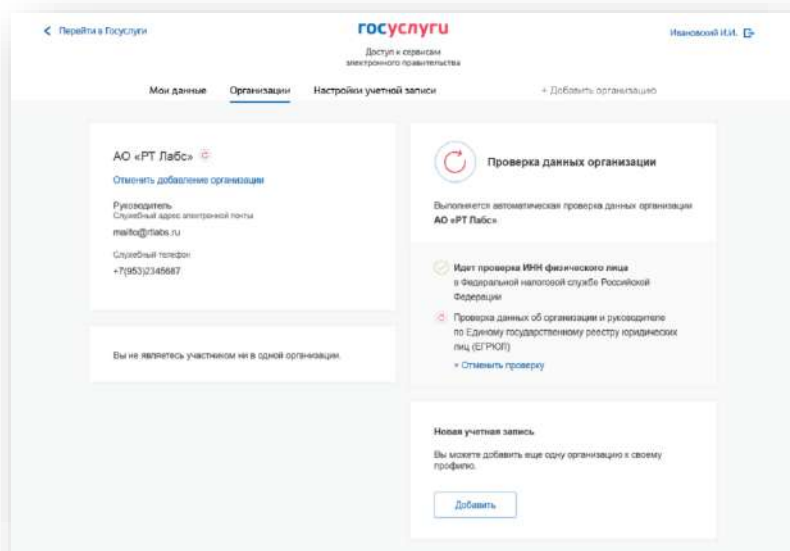 Перейти в Госуслуги
госуслуги
Доступ к сервисам
электронного правительства
Ивановский И.И.
Мои данные
Организации
Настройки учетной записи
+ Добавить организацию
АО «РТ Лабс»
Отменить добавление организации
Руководитель
Служебный адрес электронной почты
mailto@rtlabs.ru
Служебный телефон
+7(953)2345687
Вы не являетесь участником ни в одной организации.
Проверка данных организации
Выполняется автоматическая проверка данных организации
АО «РТ Лабс»
Идет проверка ИНН физического лица
в Федеральной налоговой службе Российской
Федерации
Проверка данных об организации и руководителе
по Единому государственному реестру юридических
лиц (ЕГРЮЛ)
× Отменить проверку
Новая учетная запись
Вы можете добавить еще одну организацию к своему
профилю.
Добавить